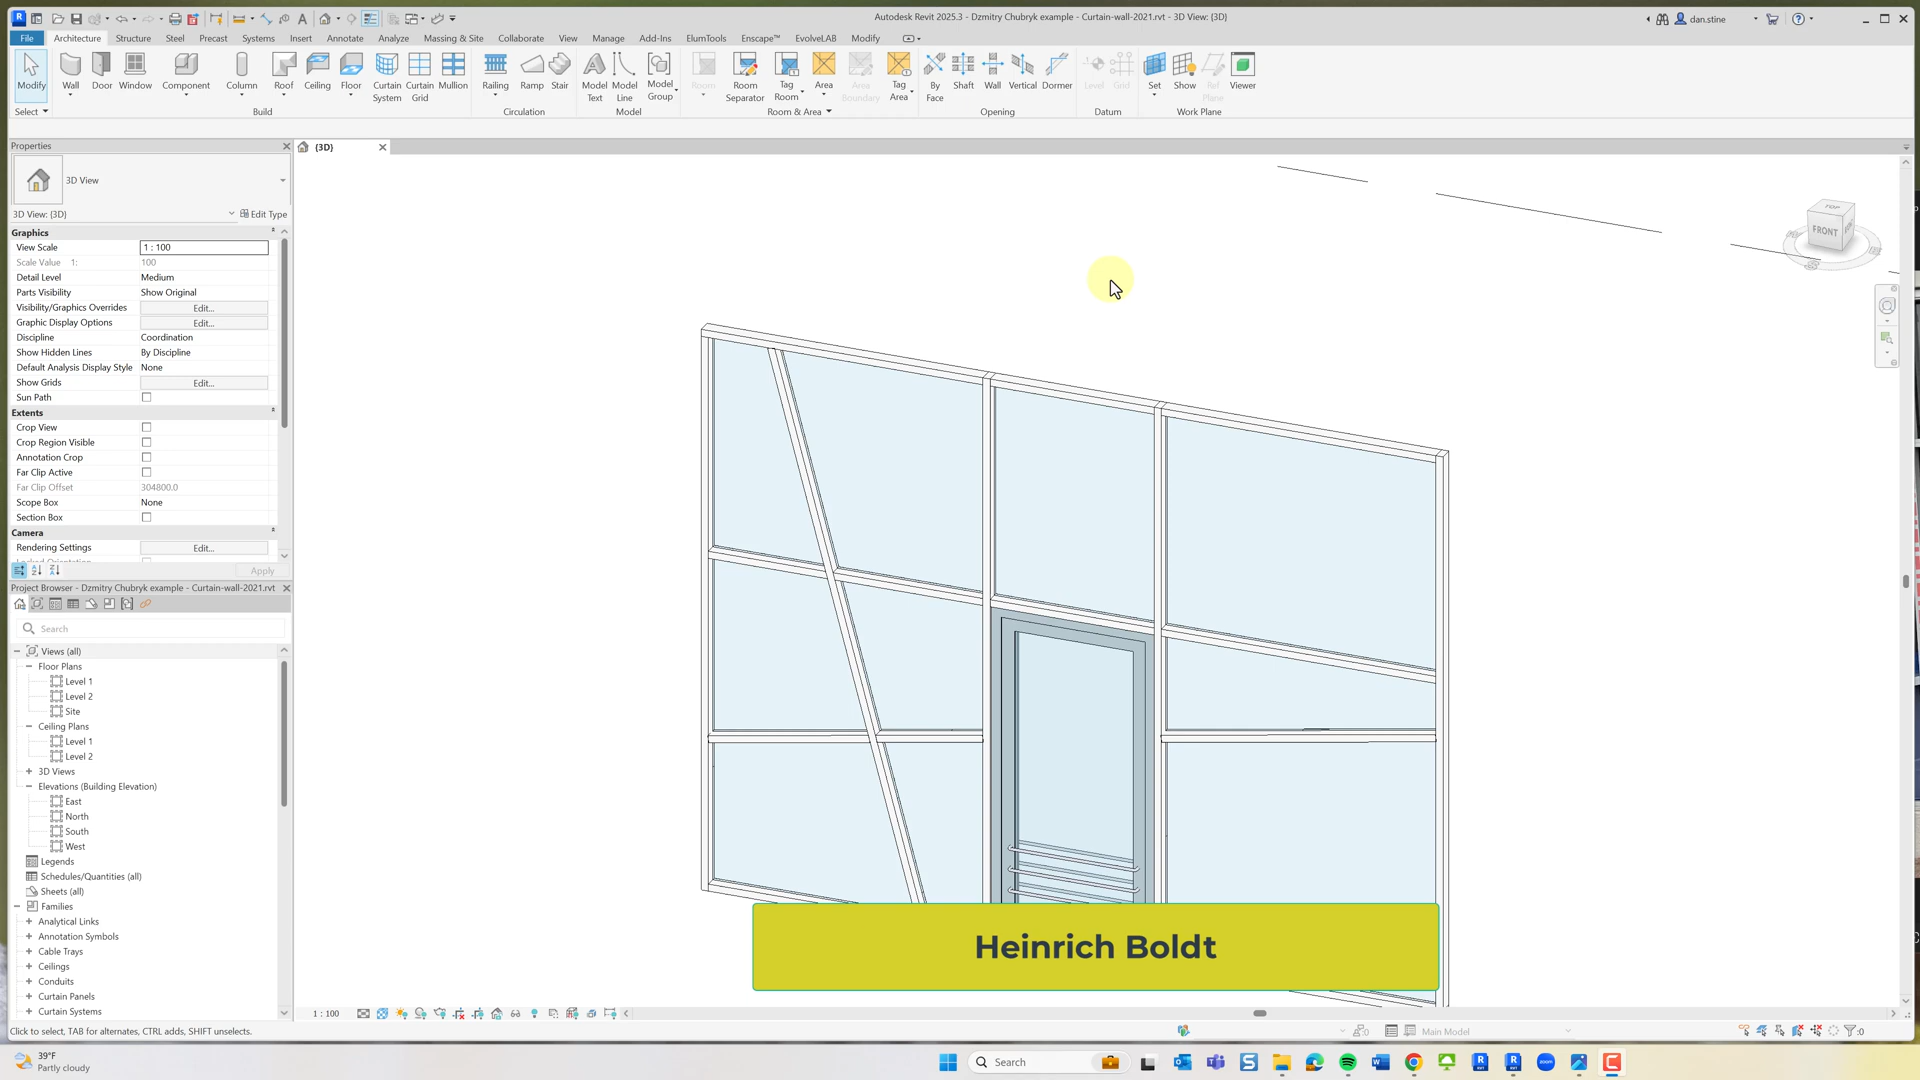 Autodesk Revit 2025.3 - Dzmitry Chubryk example - Curtain-wall-2021.rvt - 3D View: {3D}
dan.stine
File Architecture Structure Steel Precast Systems Insert Annotate Analyze Massing & Site Collaborate View Manage Add-Ins ElumTools Enscape™ EvolveLAB Modify
Modify Wall Door Window Component Column Roof Ceiling Floor Curtain System Curtain Grid Mullion Railing Ramp Stair Model Text Model Line Model Group Room Room Separator Tag Room Area Area Boundary Tag Area By Face Shaft Wall Vertical Dormer Level Grid Set Show Ref Plane Viewer
Select Build Circulation Model Room & Area Opening Datum Work Plane
Properties
{3D}
3D View
3D View: {3D} Edit Type
Graphics
View Scale 1 : 100
Scale Value 1: 100
Detail Level Medium
Parts Visibility Show Original
Visibility/Graphics Overrides Edit...
Graphic Display Options Edit...
Discipline Coordination
Show Hidden Lines By Discipline
Default Analysis Display Style None
Show Grids Edit...
Sun Path
Extents
Crop View
Crop Region Visible
Annotation Crop
Far Clip Active
Far Clip Offset 304800.0
Scope Box None
Section Box
Camera
Rendering Settings Edit...
Apply
Project Browser - Dzmitry Chubryk example - Curtain-wall-2021.rvt
Search
Views (all)
Floor Plans
Level 1
Level 2
Site
Ceiling Plans
Level 1
Level 2
3D Views
Elevations (Building Elevation)
East
North
South
West
Legends
Schedules/Quantities (all)
Sheets (all)
Families
Analytical Links
Annotation Symbols
Cable Trays
Ceilings
Conduits
Curtain Panels
Curtain Systems
TOP
FRONT
Heinrich Boldt
1 : 100
Click to select, TAB for alternates, CTRL adds, SHIFT unselects.
:0
Main Model
:0
39°F
Partly cloudy
Search